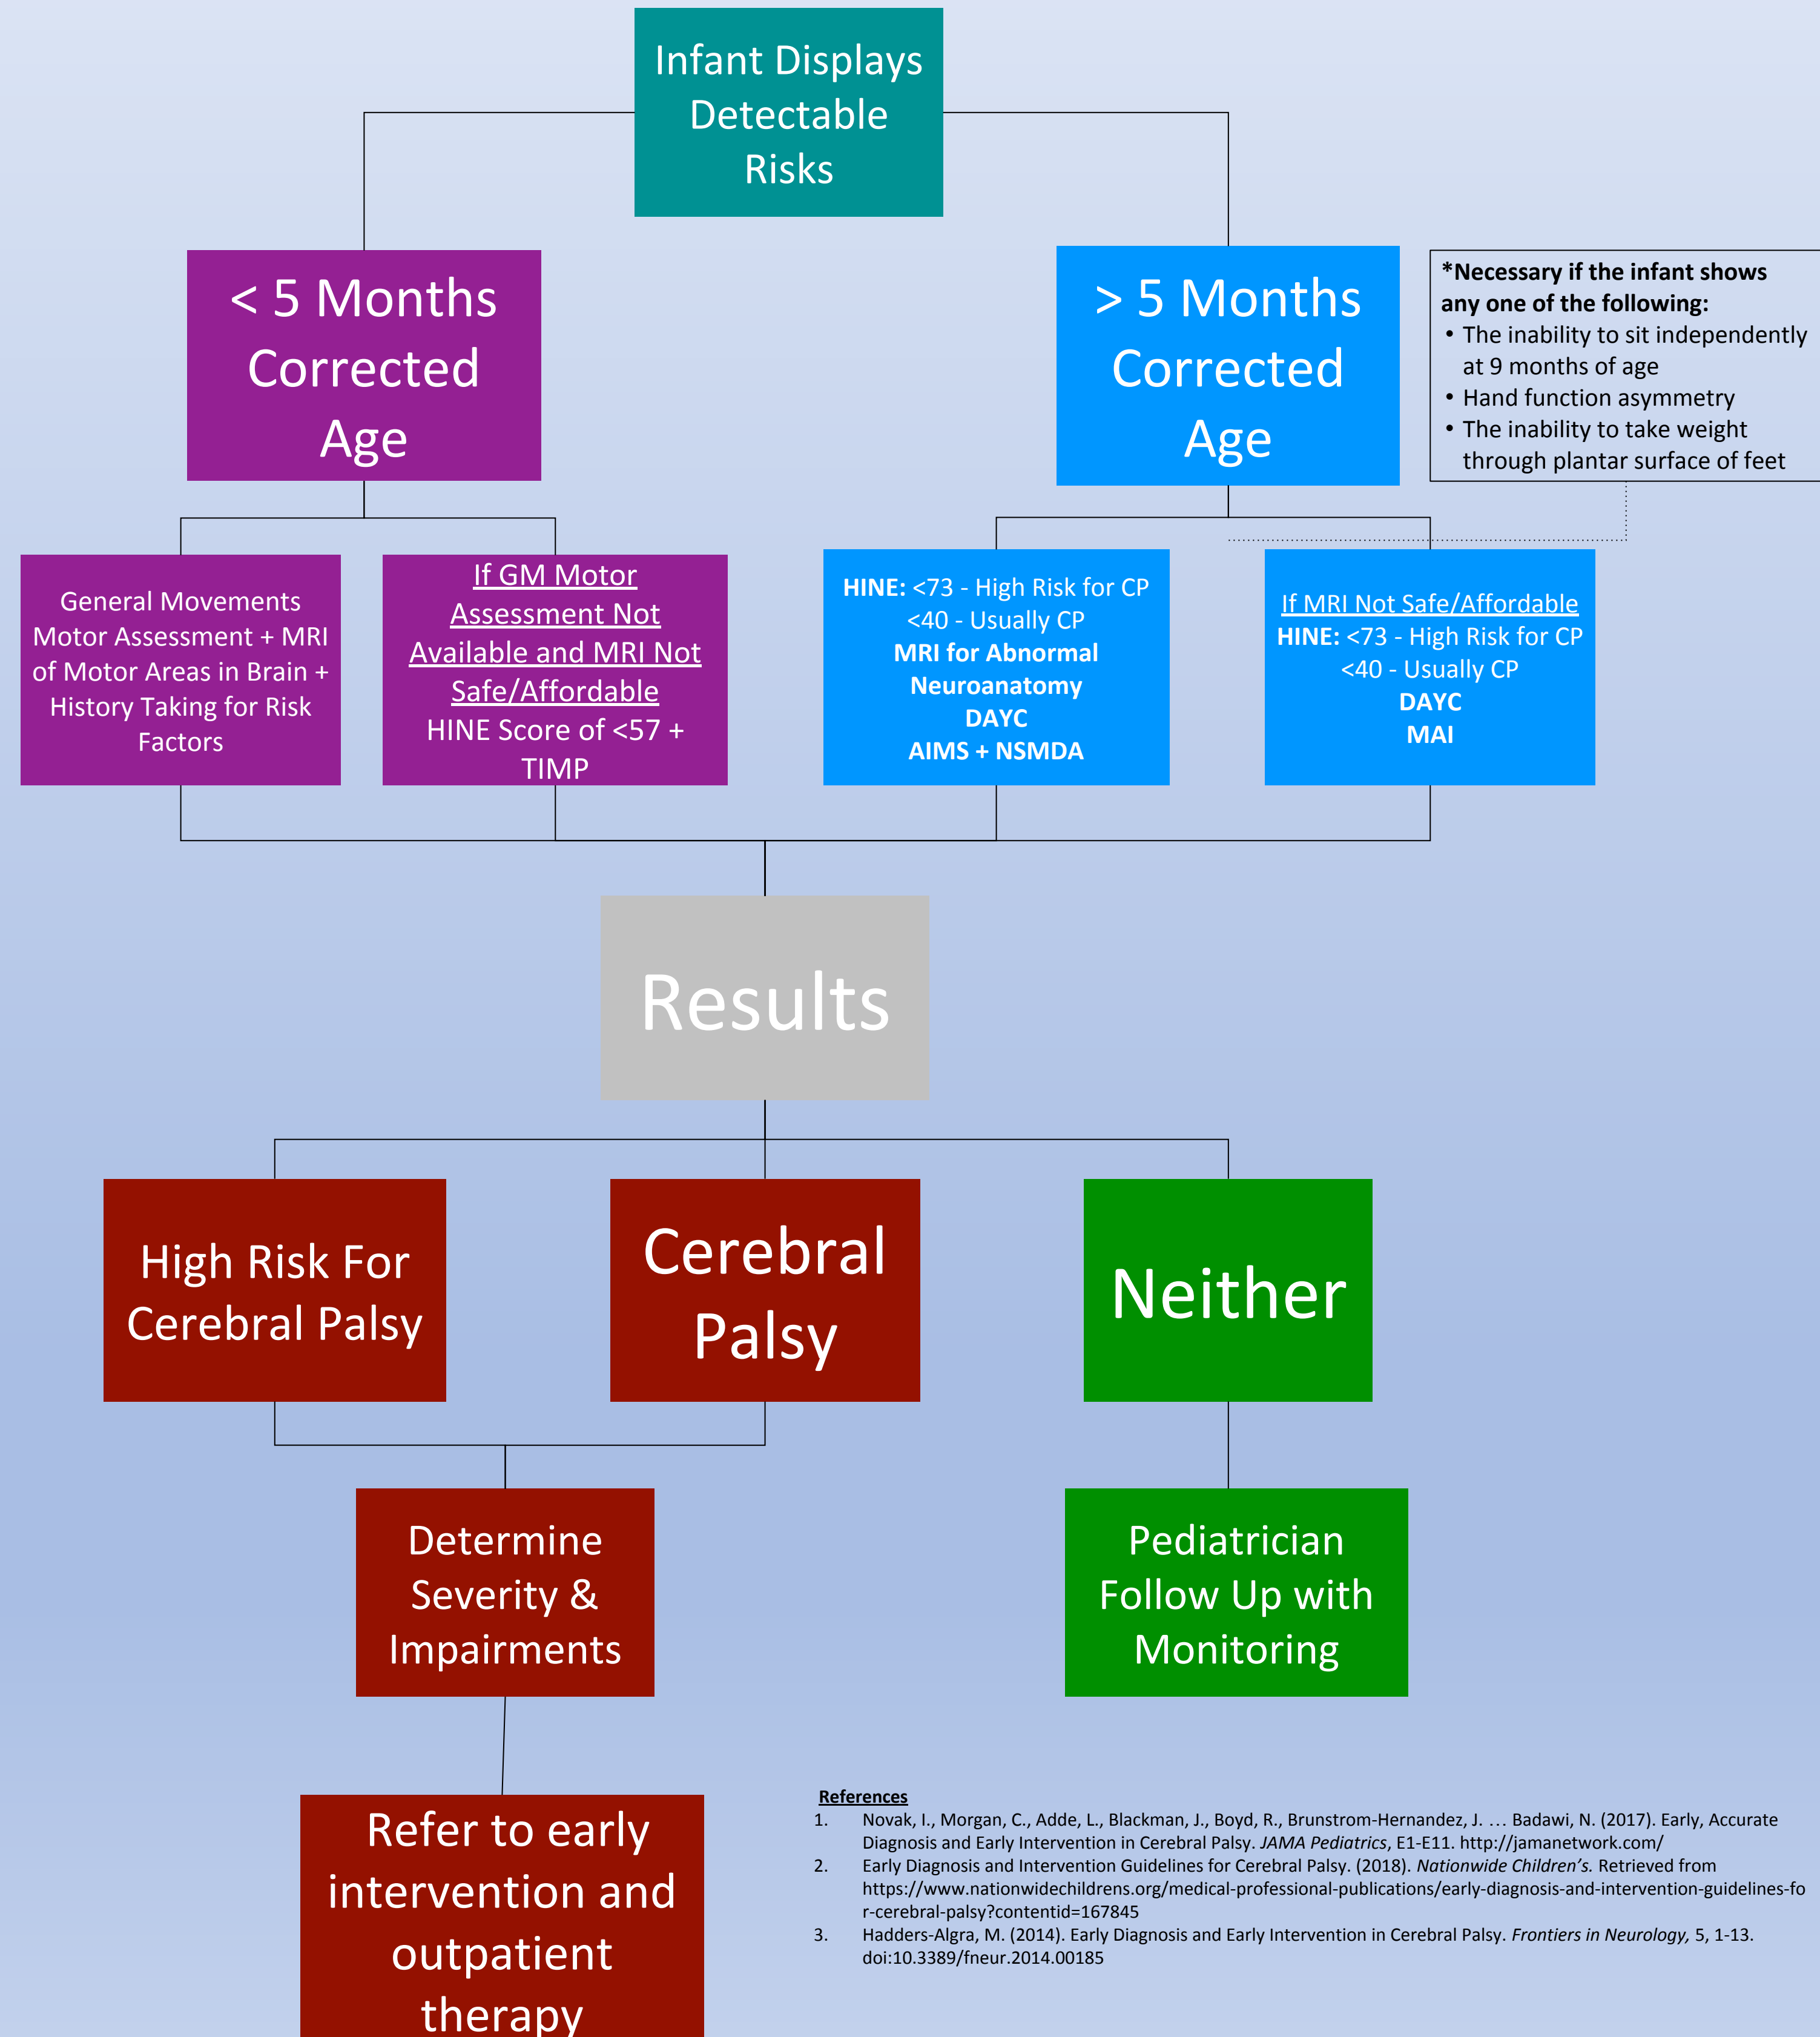 Infant Displays
Detectable
Risks
< 5 Months
Corrected
Age
> 5 Months
Corrected
Age
*Necessary if the infant shows
any one of the following:
• The inability to sit independently
at 9 months of age
• Hand function asymmetry
• The inability to take weight
through plantar surface of feet
General Movements
Motor Assessment + MRI
of Motor Areas in Brain +
History Taking for Risk
Factors
If GM Motor
Assessment Not
Available and MRI Not
Safe/Affordable
HINE Score of <57 +
TIMP
HINE: <73 - High Risk for CP
<40 - Usually CP
MRI for Abnormal
Neuroanatomy
DAYC
AIMS + NSMDA
If MRI Not Safe/Affordable
HINE: <73 - High Risk for CP
<40 - Usually CP
DAYC
MAI
Results
High Risk For
Cerebral Palsy
Cerebral
Palsy
Neither
Determine
Severity &
Impairments
Pediatrician
Follow Up with
Monitoring
Refer to early
intervention and
outpatient
therapy
References
1. Novak, I., Morgan, C., Adde, L., Blackman, J., Boyd, R., Brunstrom-Hernandez, J. … Badawi, N. (2017). Early, Accurate
Diagnosis and Early Intervention in Cerebral Palsy. JAMA Pediatrics, E1-E11. http://jamanetwork.com/
2. Early Diagnosis and Intervention Guidelines for Cerebral Palsy. (2018). Nationwide Children's. Retrieved from
https://www.nationwidechildrens.org/medical-professional-publications/early-diagnosis-and-intervention-guidelines-fo
r-cerebral-palsy?contentid=167845
3. Hadders-Algra, M. (2014). Early Diagnosis and Early Intervention in Cerebral Palsy. Frontiers in Neurology, 5, 1-13.
doi:10.3389/fneur.2014.00185